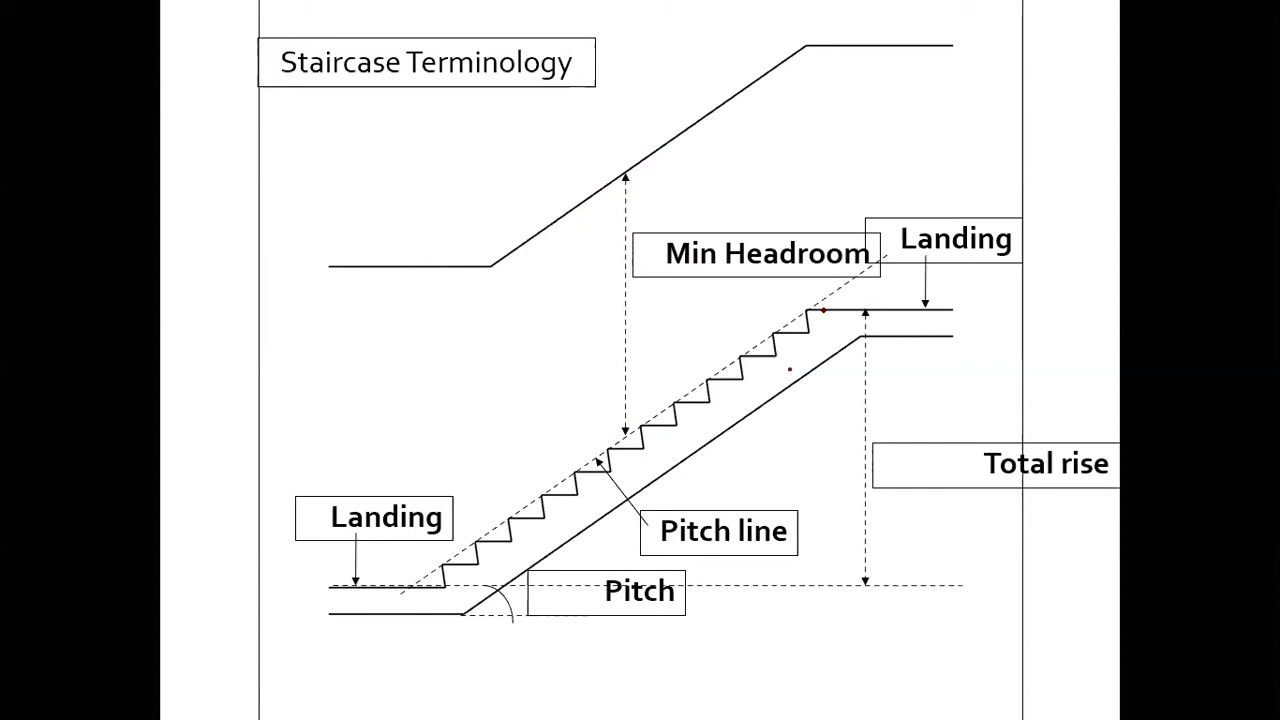 Staircase Terminology
Landing
Min Headroom
Total rise
Landing
Pitch line
Pitch